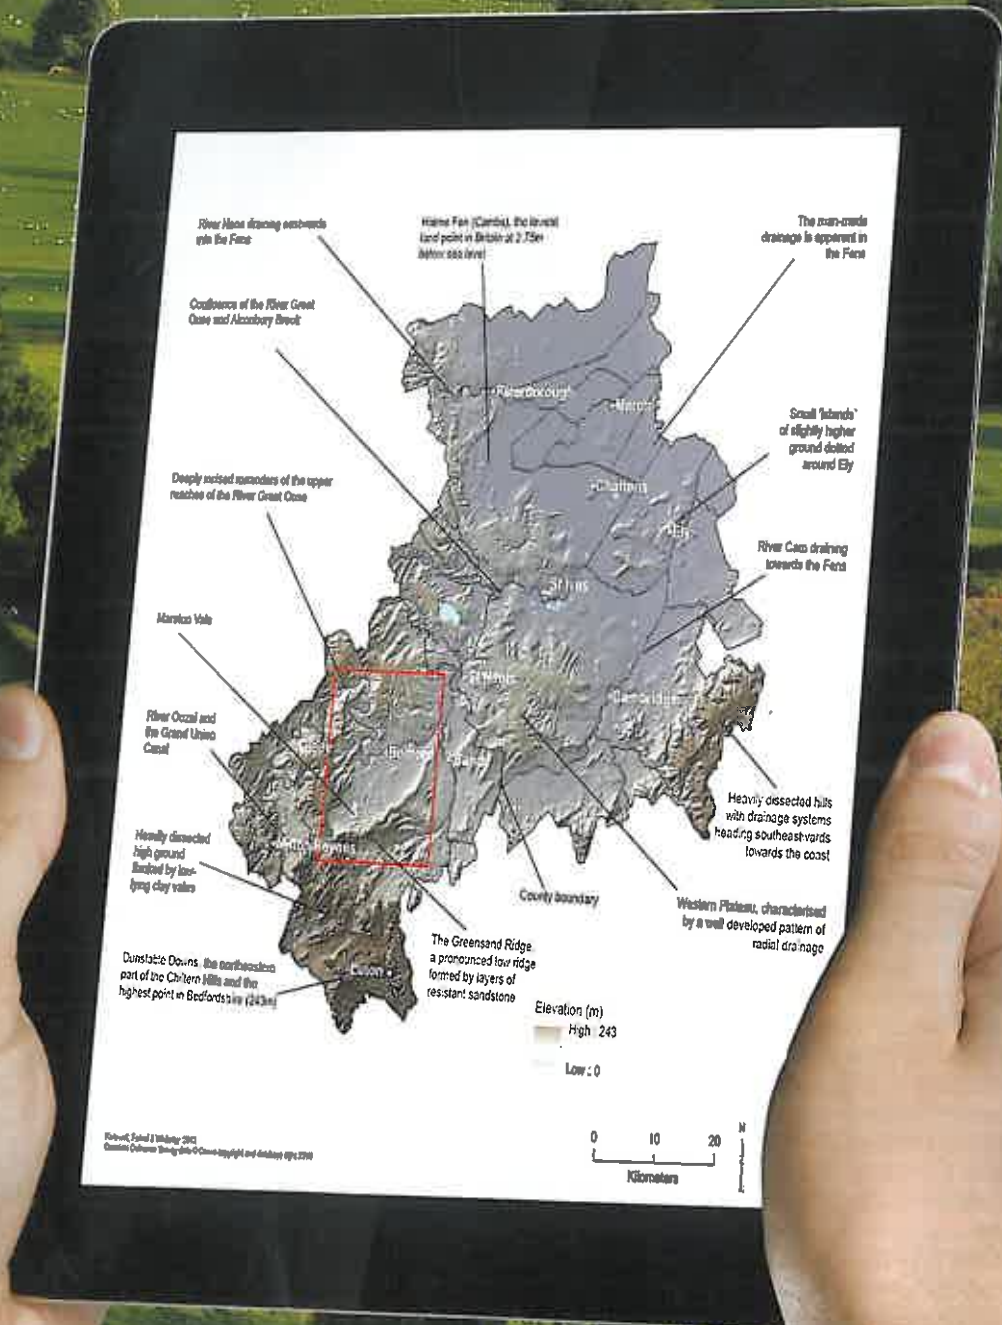 River Nene draining eastwards
into the Fens
Holme Fen (Cambs), the lowest
land point in Britain at 2.75m
below sea level
The man-made
drainage is apparent in
the Fens
Confluence of the River Great
Ouse and Alconbury Brook
Peterborough
March
Small 'islands'
of slightly higher
ground dotted
around Ely
Deeply incised meanders of the upper
reaches of the River Great Ouse
Chatteris
Ely
River Cam draining
towards the Fens
St Ives
Marston Vale
St Neots
Cambridge
River Ouzel and
the Grand Union
Canal
Bedford
Heavily dissected hills
with drainage systems
heading southeastwards
towards the coast
Heavily dissected
high ground
flanked by low-
lying clay vales
Milton Keynes
County boundary
Western Plateau, characterised
by a well developed pattern of
radial drainage
The Greensand Ridge,
a pronounced low ridge
formed by layers of
resistant sandstone
Dunstable Downs, the northeastern
part of the Chiltern Hills and the
highest point in Bedfordshire (243m)
Luton
Elevation (m)
High : 243
Low : 0
0 10 20
Kilometers
N